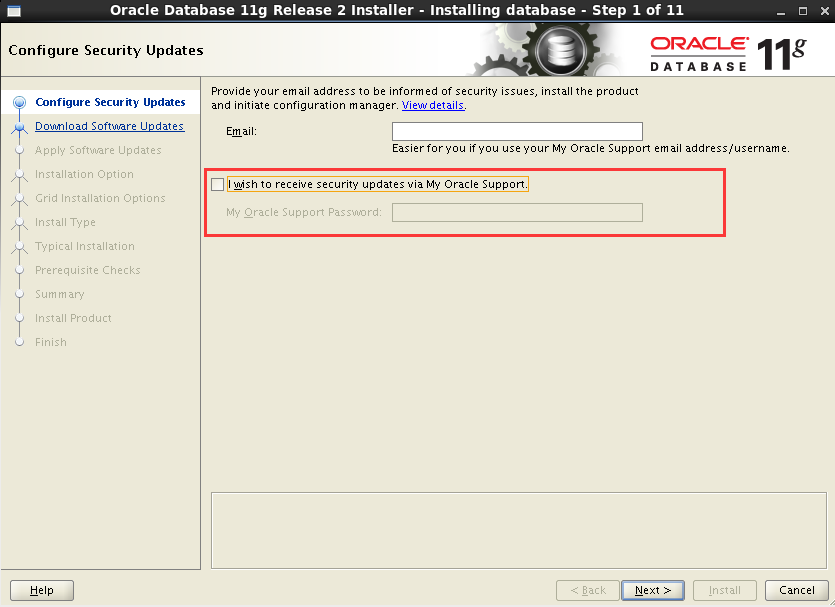 Oracle Database 11g Release 2 Installer - Installing database - Step 1 of 11
Configure Security Updates
ORACLE
DATABASE
11g
Configure Security Updates
Download Software Updates
Apply Software Updates
Installation Option
Grid Installation Options
Install Type
Typical Installation
Prerequisite Checks
Summary
Install Product
Finish
Provide your email address to be informed of security issues, install the product
and initiate configuration manager. View details.
Email:
Easier for you if you use your My Oracle Support email address/username.
I wish to receive security updates via My Oracle Support.
My Oracle Support Password:
Help
< Back
Next >
Install
Cancel